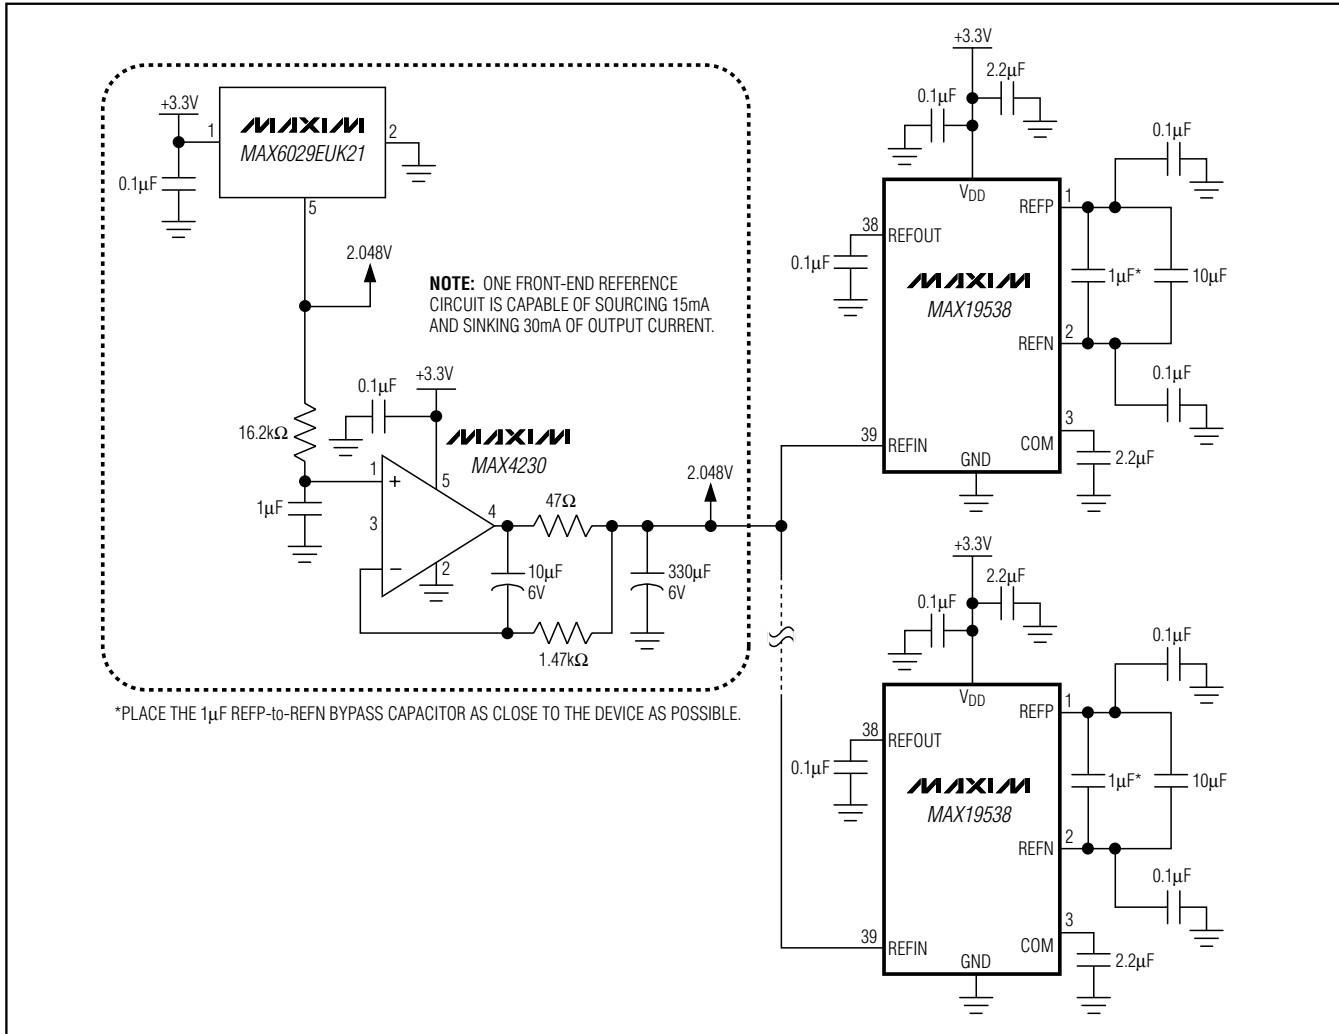 +3.3V
1
MAXIM
MAX6029EUK21
2
0.1μF
5
2.048V
NOTE: ONE FRONT-END REFERENCE
CIRCUIT IS CAPABLE OF SOURCING 15mA
AND SINKING 30mA OF OUTPUT CURRENT.
16.2kΩ
1μF
0.1μF
+3.3V
MAXIM
MAX4230
1
+
5
3
4
−
2
47Ω
10μF
6V
1.47kΩ
330μF
6V
2.048V
*PLACE THE 1μF REFP-to-REFN BYPASS CAPACITOR AS CLOSE TO THE DEVICE AS POSSIBLE.
+3.3V
2.2μF
0.1μF
VDD
REFP
1
0.1μF
38
REFOUT
0.1μF
MAXIM
MAX19538
1μF*
10μF
REFN
2
0.1μF
3
39
REFIN
COM
GND
2.2μF
+3.3V
2.2μF
0.1μF
VDD
REFP
1
0.1μF
38
REFOUT
0.1μF
MAXIM
MAX19538
1μF*
10μF
REFN
2
0.1μF
3
39
REFIN
COM
GND
2.2μF